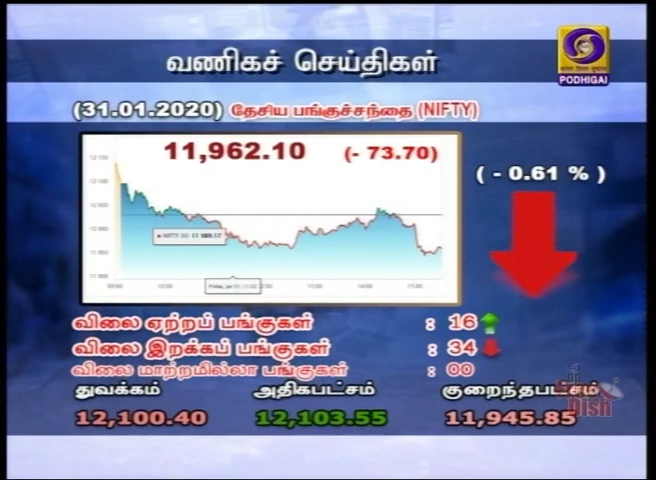 வணிகச் செய்திகள்
PODHIGAI
(31.01.2020) தேசிய பங்குச்சந்தை (NIFTY)
11,962.10 (- 73.70)
( - 0.61 % )
விலை ஏற்றப் பங்குகள் : 16
விலை இறக்கப் பங்குகள் : 34
விலை மாற்றமில்லா பங்குகள் : 00
துவக்கம் அதிகபட்சம் குறைந்தபட்சம்
12,100.40 12,103.55 11,945.85
Dish